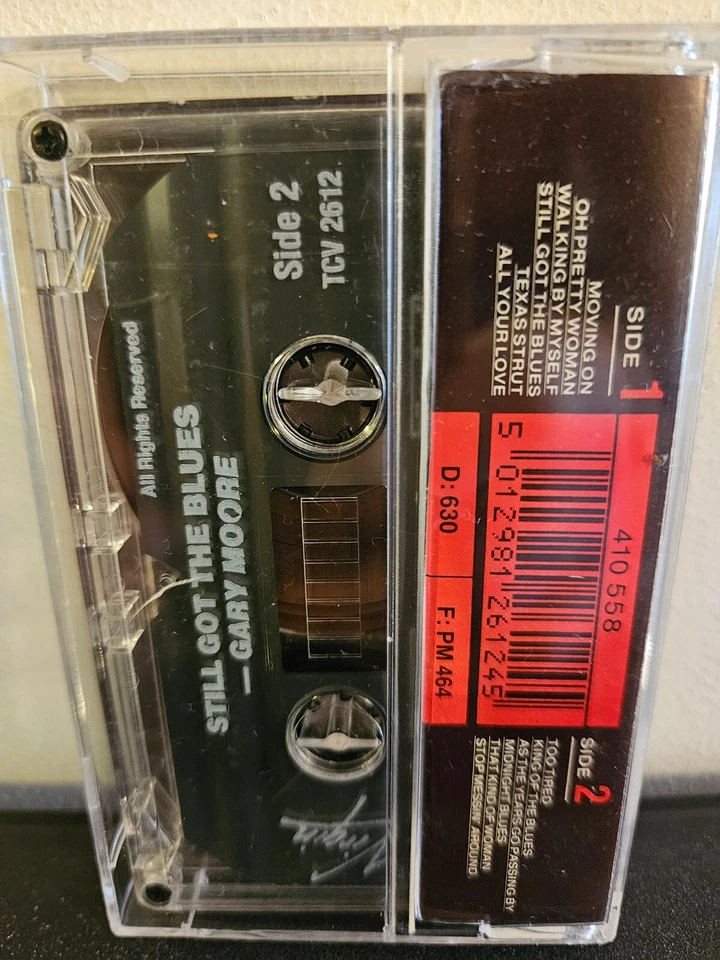 Side 2
TCV 2612
All Rights Reserved
STILL GOT THE BLUES
— GARY MOORE
Virgin
SIDE 1
MOVING ON
OH PRETTY WOMAN
WALKING BY MYSELF
STILL GOT THE BLUES
TEXAS STRUT
ALL YOUR LOVE
410 558
5 012981 261245
D: 630
F: PM 464
SIDE 2
TOO TIRED
KING OF THE BLUES
AS THE YEARS GO PASSING BY
MIDNIGHT BLUES
THAT KIND OF WOMAN
STOP MESSIN' AROUND